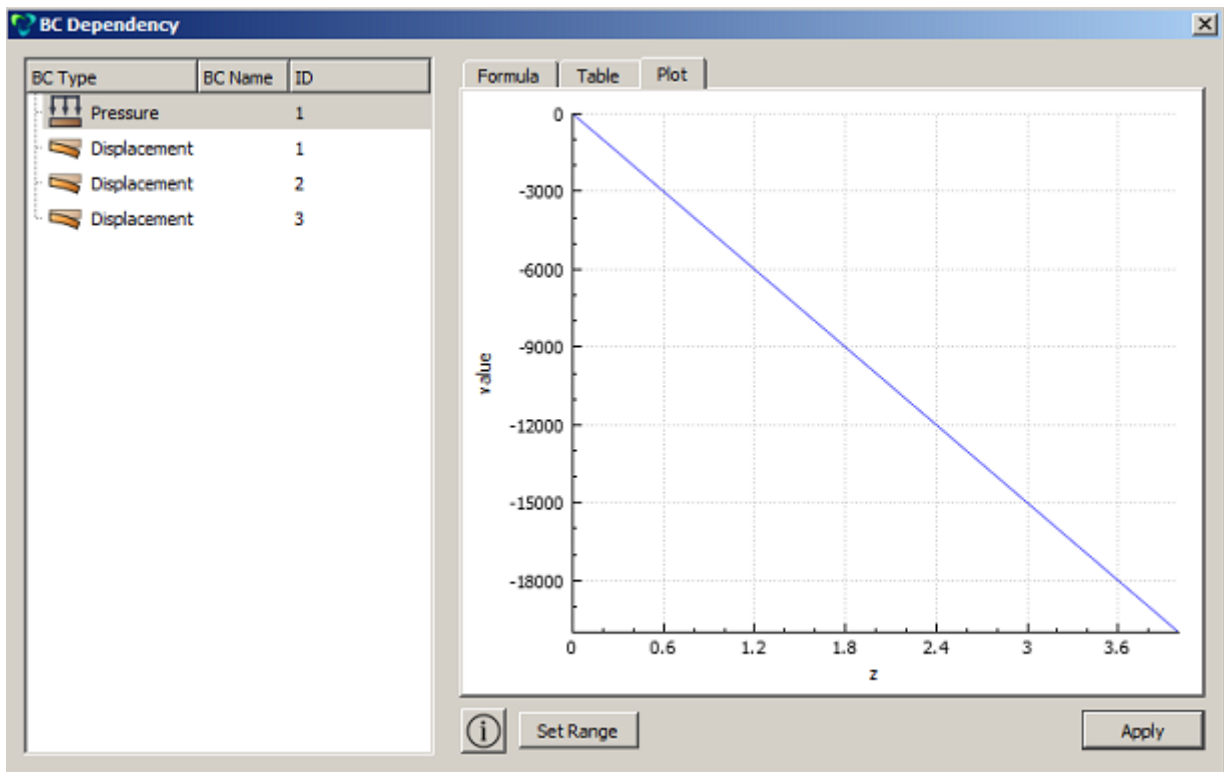 BC Dependency
BC Type BC Name ID
Pressure 1
Displacement 1
Displacement 2
Displacement 3
Formula Table Plot
0
-3000
-6000
-9000
value
-12000
-15000
-18000
0 0.6 1.2 1.8 2.4 3 3.6
z
i Set Range Apply